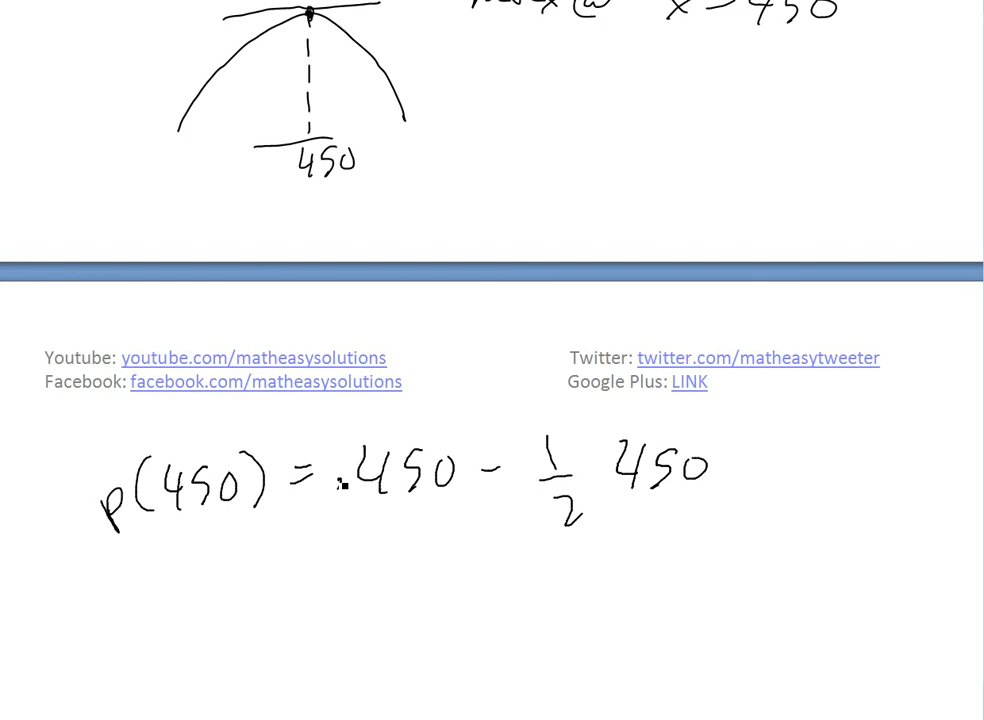 x = 450
450
Youtube: youtube.com/matheasysolutions Twitter: twitter.com/matheasytweeter
Facebook: facebook.com/matheasysolutions Google Plus: LINK
p(450) = 450 - 1/2 450